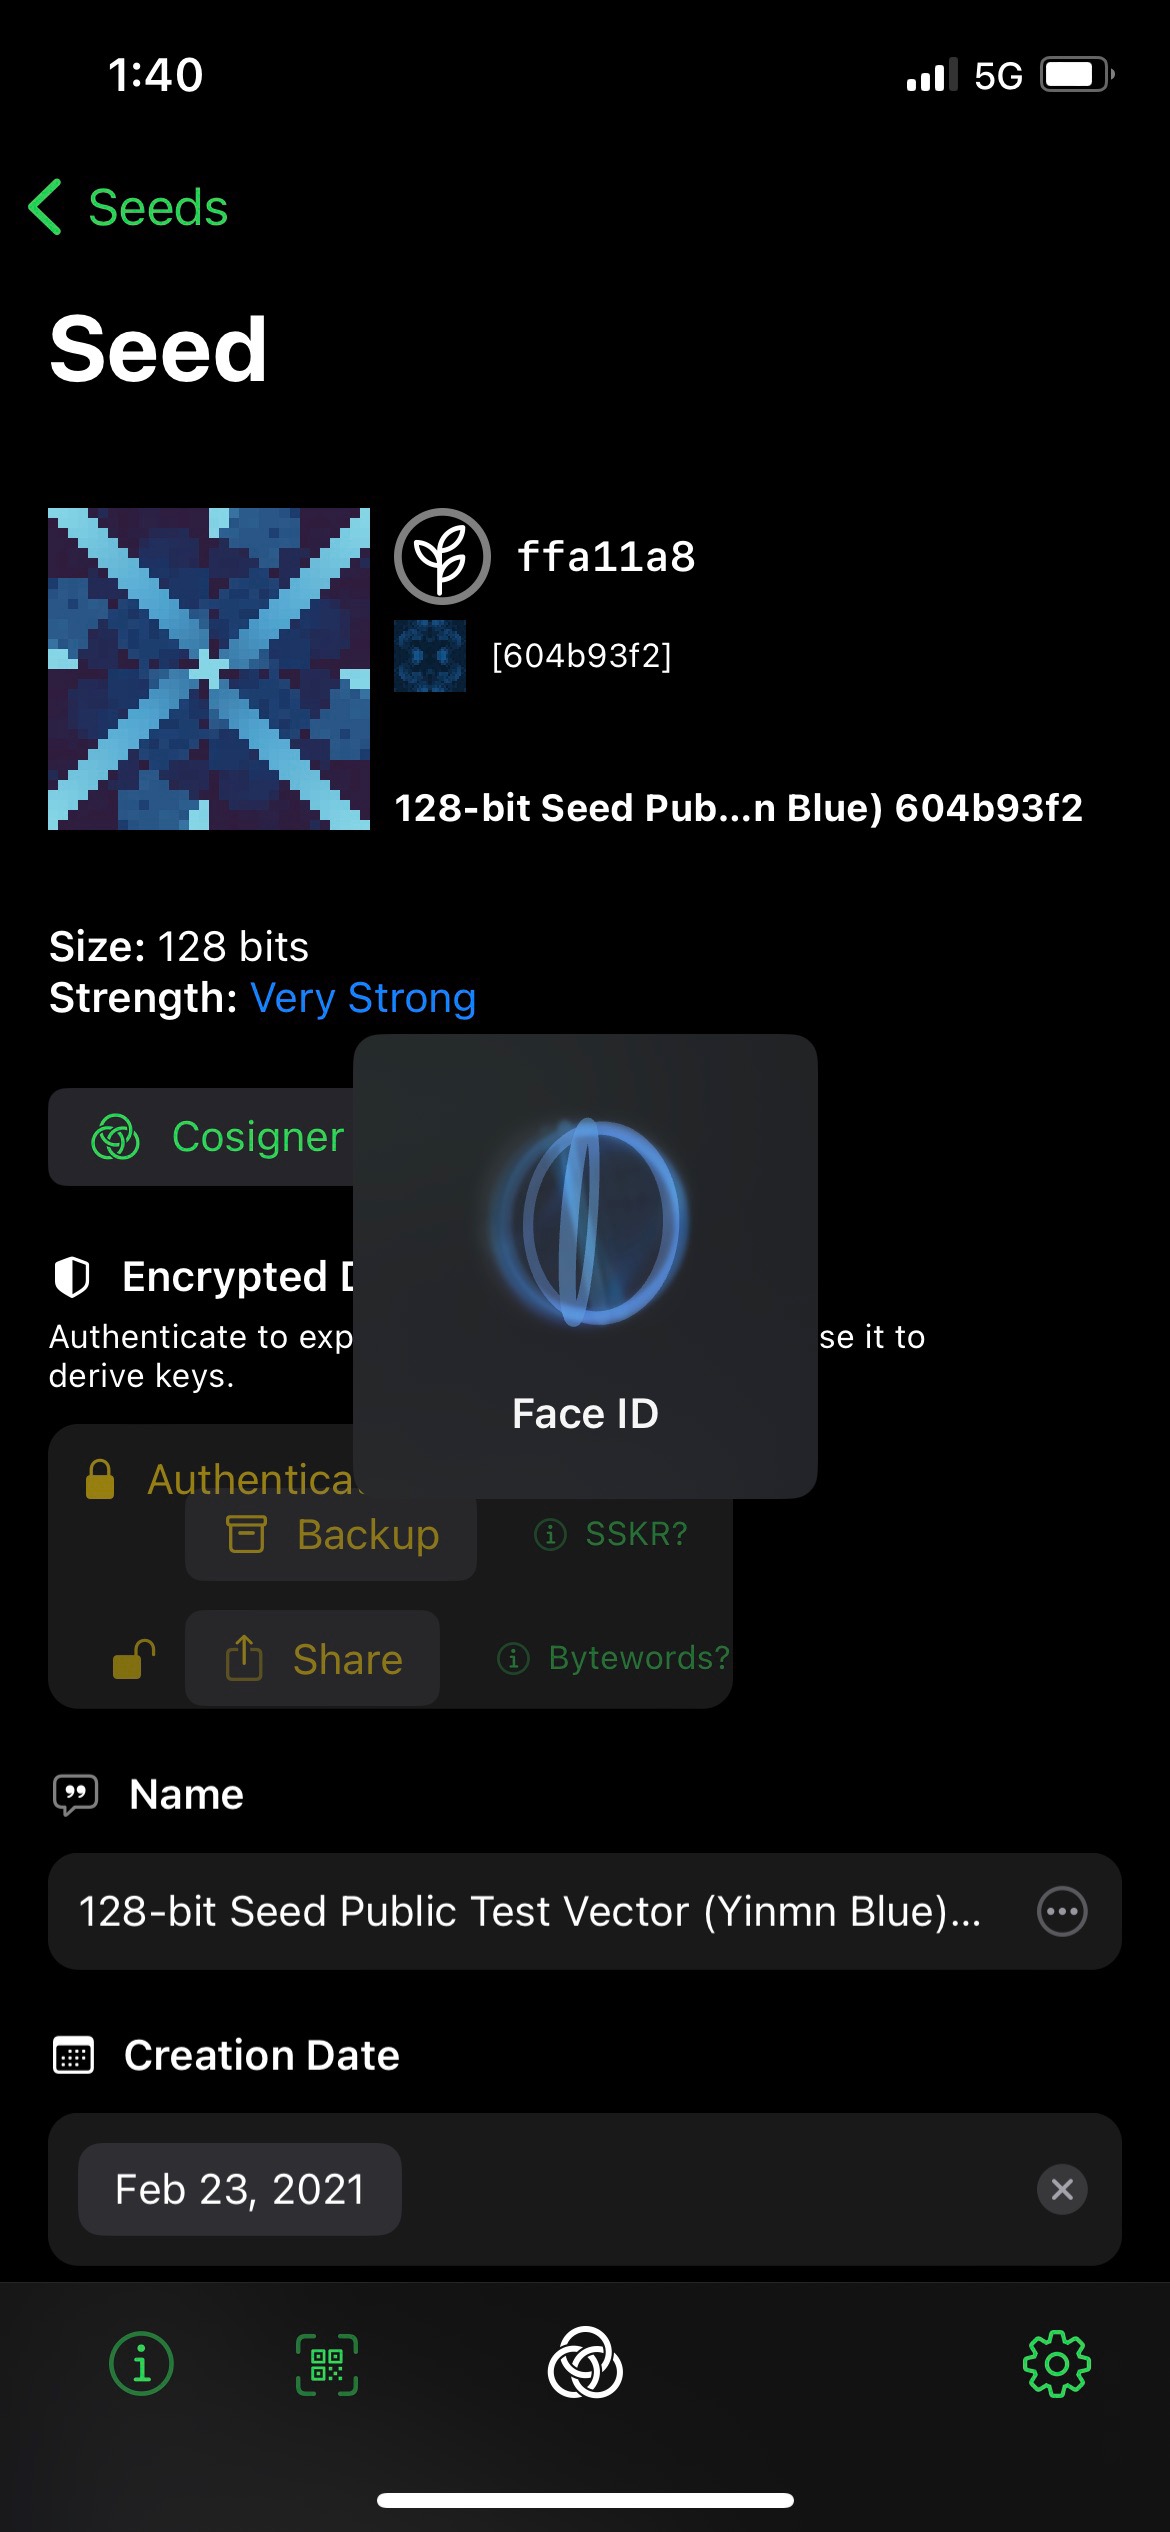 1:40
5G
Seeds
Seed
ffa11a8
[604b93f2]
128-bit Seed Pub...n Blue) 604b93f2
Size: 128 bits
Strength: Very Strong
Cosigner
Encrypted
Authenticate to exp
se it to
derive keys.
Face ID
Authentica
Backup
SSKR?
Share
Bytewords?
Name
128-bit Seed Public Test Vector (Yinmn Blue)...
Creation Date
Feb 23, 2021